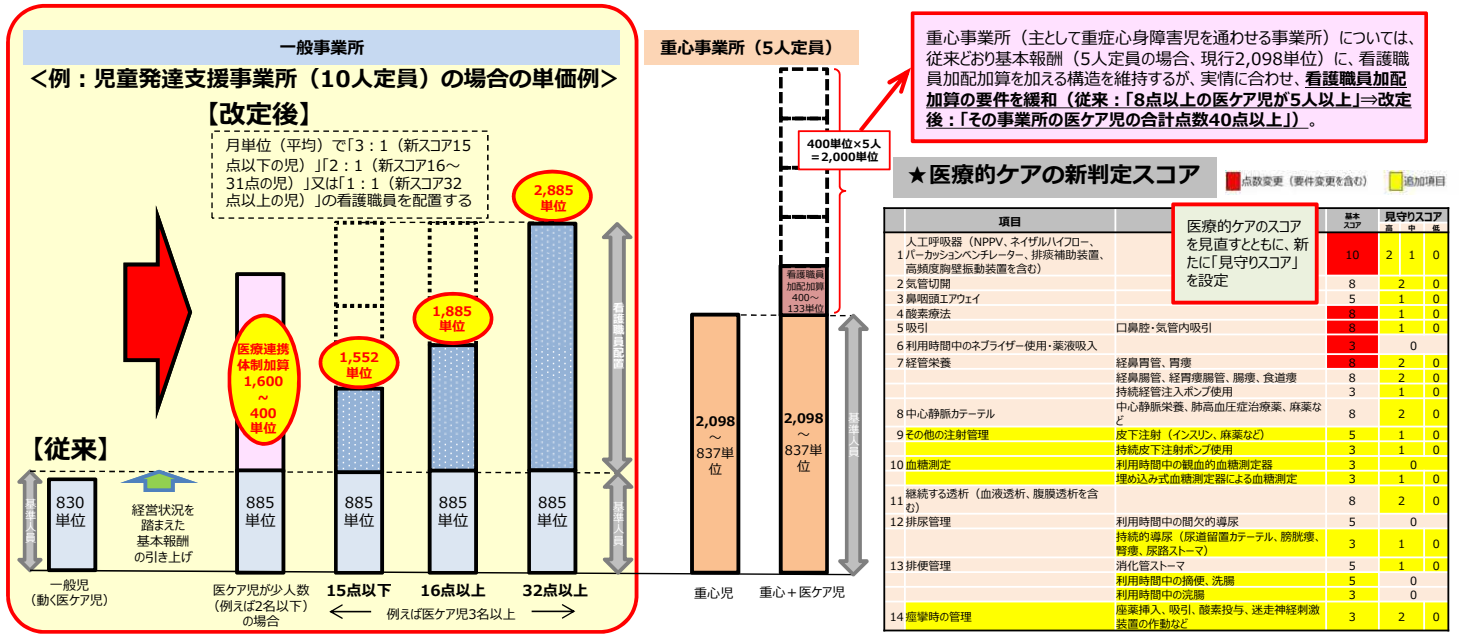 一般事業所
<例:児童発達支援事業所(10人定員)の場合の単価例>
【改定後】
月単位(平均)で「3:1(新スコア15
点以下の児)」「2:1(新スコア16~
31点の児)」又は「1:1(新スコア32
点以上の児)」の看護職員を配置する
2,885
単位
1,885
単位
1,552
単位
医療連携
体制加算
1,600
~
400
単位
看護職員配置
【従来】
基準人員
830
単位
経営状況を
踏まえた
基本報酬
の引き上げ
885
単位
885
単位
885
単位
885
単位
基準人員
一般児
(動く医ケア児)
医ケア児が少人数
(例えば2名以下)
の場合
15点以下
16点以上
32点以上
例えば医ケア児3名以上
重心事業所(5人定員)
400単位×5人
=2,000単位
看護職員
加配加算
400~
133単位
2,098
~
837単
位
2,098
~
837単
位
基準人員
重心児
重心+医ケア児
重心事業所(主として重症心身障害児を通わせる事業所)については、
従来どおり基本報酬(5人定員の場合、現行2,098単位)に、看護職
員加配加算を加える構造を維持するが、実情に合わせ、看護職員加配
加算の要件を緩和(従来:「8点以上の医ケア児が5人以上」⇒改定
後:「その事業所の医ケア児の合計点数40点以上」)。
★医療的ケアの新判定スコア
点数変更(要件変更を含む)
追加項目
医療的ケアのスコア
を見直すとともに、新
たに「見守りスコア」
を設定
項目 基本スコア 見守りスコア
高 中 低
1 人工呼吸器(NPPV、ネイザルハイフロー、
パーカッションベンチレーター、排痰補助装置、
高頻度胸壁振動装置を含む) 10 2 1 0
2 気管切開 8 2 0
3 鼻咽頭エアウェイ 5 1 0
4 酸素療法 8 1 0
5 吸引 口鼻腔・気管内吸引 8 1 0
6 利用時間中のネブライザー使用・薬液吸入 3 0
7 経管栄養 経鼻胃管、胃瘻 8 2 0
経鼻腸管、経胃瘻腸管、腸瘻、食道瘻 8 2 0
持続経管注入ポンプ使用 3 1 0
8 中心静脈カテーテル 中心静脈栄養、肺高血圧症治療薬、麻薬な
ど 8 2 0
9 その他の注射管理 皮下注射(インスリン、麻薬など) 5 1 0
持続皮下注射ポンプ使用 3 1 0
10 血糖測定 利用時間中の観血的血糖測定器 3 0
埋め込み式血糖測定器による血糖測定 3 1 0
11 継続する透析(血液透析、腹膜透析を含
む) 8 2 0
12 排尿管理 利用時間中の間欠的導尿 5 0
持続的導尿(尿道留置カテーテル、膀胱瘻、
腎瘻、尿路ストーマ) 3 1 0
13 排便管理 消化管ストーマ 5 1 0
利用時間中の摘便、洗腸 5 0
利用時間中の浣腸 3 0
14 痙攣時の管理 座薬挿入、吸引、酸素投与、迷走神経刺激
装置の作動など 3 2 0